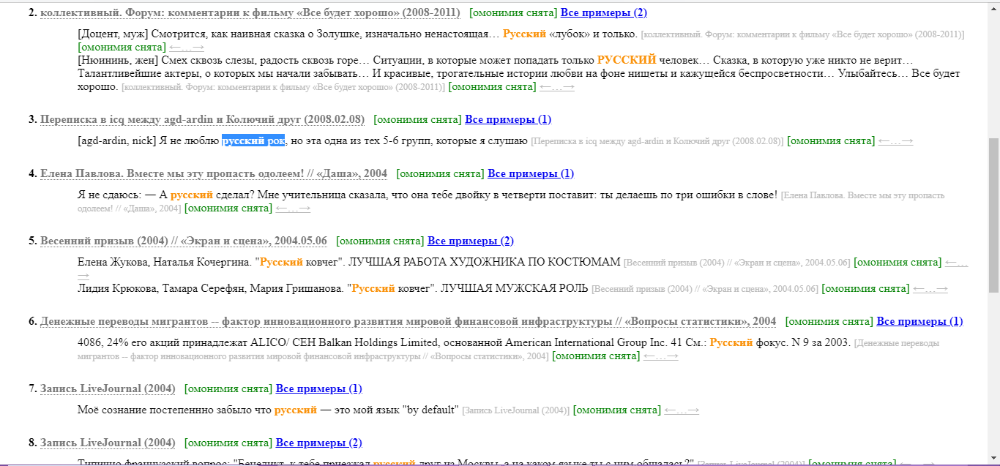 2. коллективный. Форум: комментарии к фильму «Все будет хорошо» (2008-2011) [омонимия снята] Все примеры (2)
[Доцент, муж] Смотрится, как наивная сказка о Золушке, изначально ненастоящая… Русский «лубок» и только. [коллективный. Форум: комментарии к фильму «Все будет хорошо» (2008-2011)]
[омонимия снята] ←…→
[Нюнинь, жен] Смех сквозь слезы, радость сквозь горе… Ситуации, в которые может попадать только РУССКИЙ человек… Сказка, в которую уже никто не верит…
Талантливейшие актеры, о которых мы начали забывать… И красивые, трогательные истории любви на фоне нищеты и кажущейся беспросветности… Улыбайтесь… Все будет
хорошо. [коллективный. Форум: комментарии к фильму «Все будет хорошо» (2008-2011)] [омонимия снята] ←…→
3. Переписка в icq между agd-ardin и Колючий друг (2008.02.08) [омонимия снята] Все примеры (1)
[agd-ardin, nick] Я не люблю русский рок, но эта одна из тех 5-6 групп, которые я слушаю [Переписка в icq между agd-ardin и Колючий друг (2008.02.08)] [омонимия снята] ←…→
4. Елена Павлова. Вместе мы эту пропасть одолеем! // «Даша», 2004 [омонимия снята] Все примеры (1)
Я не сдаюсь: — А русский сделал? Мне учительница сказала, что она тебе двойку в четверти поставит: ты делаешь по три ошибки в слове! [Елена Павлова. Вместе мы эту пропасть
одолеем! // «Даша», 2004] [омонимия снята] ←…→
5. Весенний призыв (2004) // «Экран и сцена», 2004.05.06 [омонимия снята] Все примеры (2)
Елена Жукова, Наталья Кочергина. "Русский ковчег". ЛУЧШАЯ РАБОТА ХУДОЖНИКА ПО КОСТЮМАМ [Весенний призыв (2004) // «Экран и сцена», 2004.05.06] [омонимия снята] ←…
→
Лидия Крюкова, Тамара Серефян, Мария Гришанова. "Русский ковчег". ЛУЧШАЯ МУЖСКАЯ РОЛЬ [Весенний призыв (2004) // «Экран и сцена», 2004.05.06] [омонимия снята] ←…→
6. Денежные переводы мигрантов -- фактор инновационного развития мировой финансовой инфраструктуры // «Вопросы статистики», 2004 [омонимия снята] Все примеры (1)
4086, 24% его акций принадлежат ALICO/ CEH Balkan Holdings Limited, основанной American International Group Inc. 41 См.: Русский фокус. N 9 за 2003. [Денежные переводы
мигрантов -- фактор инновационного развития мировой финансовой инфраструктуры // «Вопросы статистики», 2004] [омонимия снята] ←…→
7. Запись LiveJournal (2004) [омонимия снята] Все примеры (1)
Моё сознание постепеннно забыло что русский — это мой язык "by default" [Запись LiveJournal (2004)] [омонимия снята] ←…→
8. Запись LiveJournal (2004) [омонимия снята] Все примеры (2)
Типично французский вопрос: "Бенедикт, к тебе приезжал русский друг из Москвы, а на каком языке ты с ним общалась?" [Запись LiveJournal (2004)] [омонимия снята]